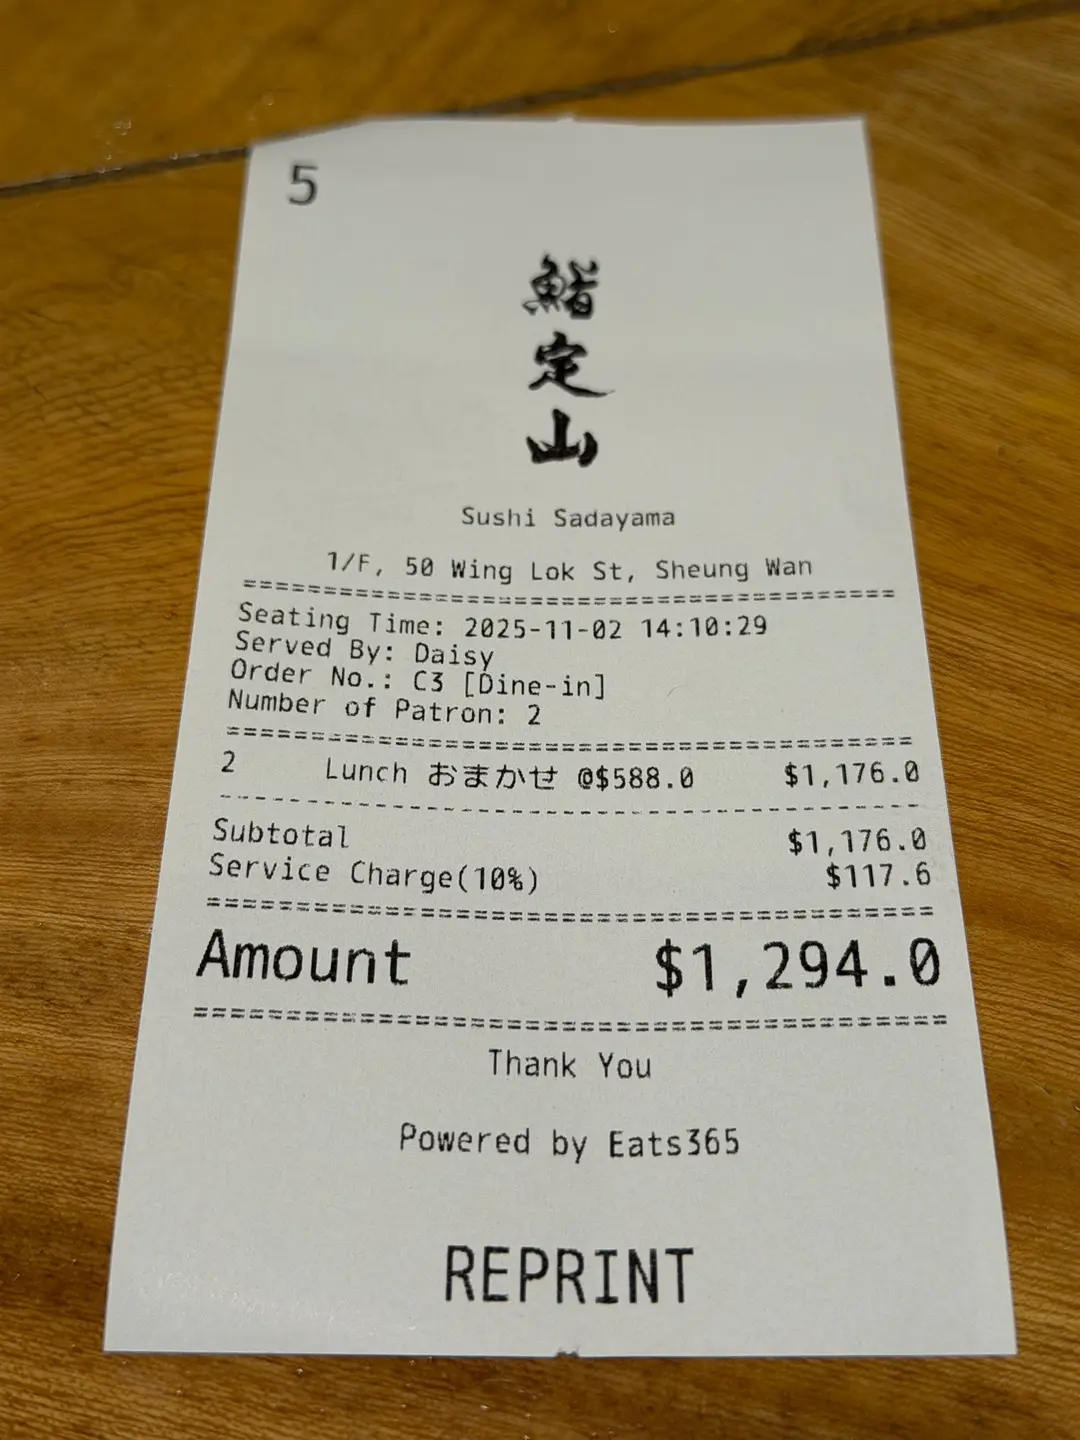 5
鮨
定
山
Sushi Sadayama
1/F, 50 Wing Lok St, Sheung Wan
==================================================
Seating Time: 2025-11-02 14:10:29
Served By: Daisy
Order No.: C3 [Dine-in]
Number of Patron: 2
==================================================
2 Lunch おまかせ @$588.0 $1,176.0
--------------------------------------------------
Subtotal $1,176.0
Service Charge(10%) $117.6
==================================================
Amount $1,294.0
==================================================
Thank You
Powered by Eats365
REPRINT